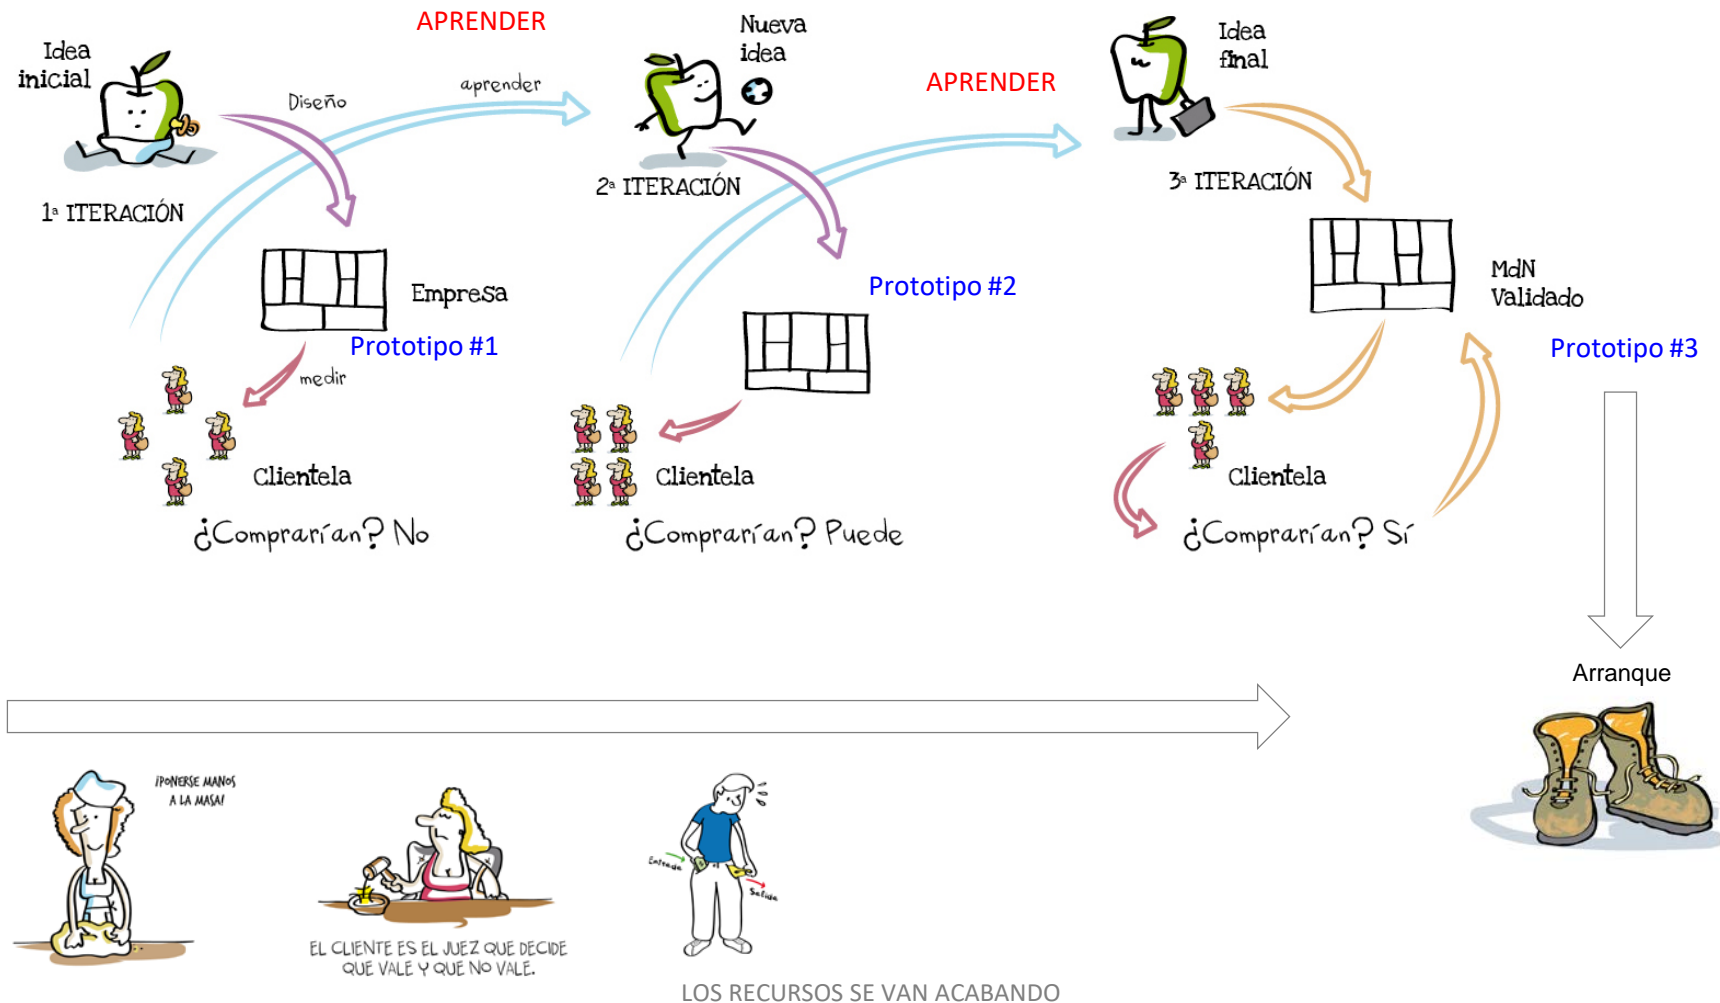 APRENDER
Idea
inicial
Diseño
aprender
Nueva
idea
APRENDER
Idea
final
1ª ITERACIÓN
2ª ITERACIÓN
3ª ITERACIÓN
Empresa
Prototipo #1
medir
Clientela
¿Comprarían? No
Prototipo #2
Clientela
¿Comprarían? Puede
MdN
Validado
Prototipo #3
Clientela
¿Comprarían? Sí
Arranque
¡PONERSE MANOS
A LA MASA!
EL CLIENTE ES EL JUEZ QUE DECIDE
QUE VALE Y QUE NO VALE.
Entrada
Salida
LOS RECURSOS SE VAN ACABANDO